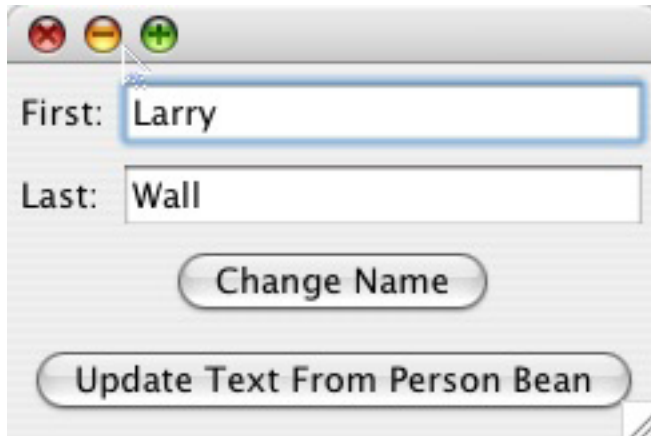 First: Larry
Last: Wall
Change Name
Update Text From Person Bean